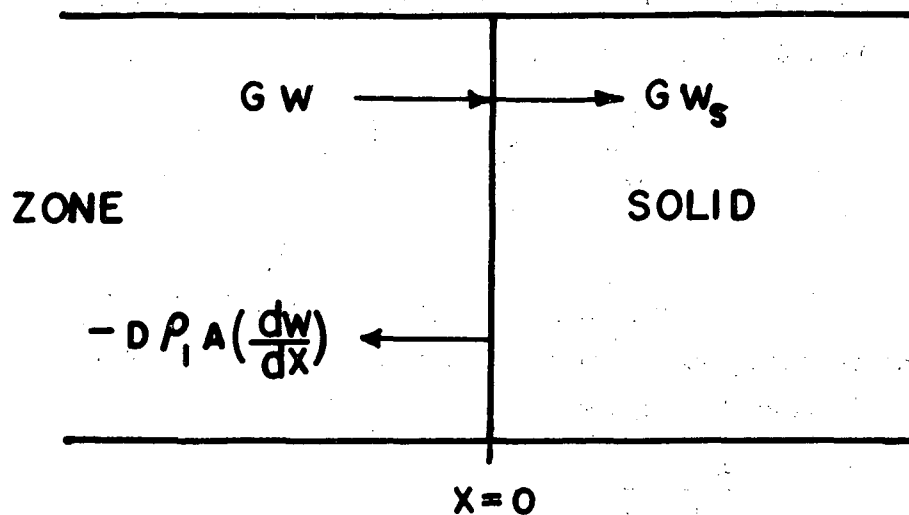 G W
G W_S
ZONE
SOLID
- D ρ_1 A (dw/dx)
X = 0